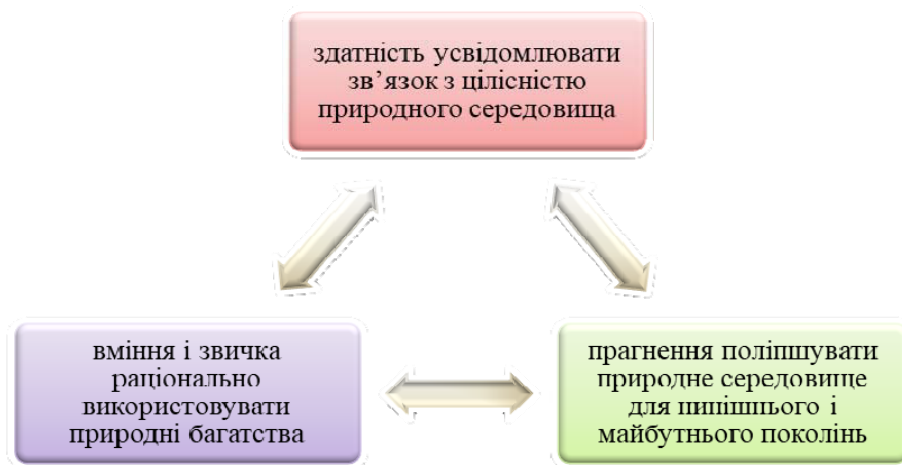 здатність усвідомлювати
зв’язок з цілісністю
природного середовища
вміння і звичка
раціонально
використовувати
природні багатства
прагнення поліпшувати
природне середовище
для нинішнього і
майбутнього поколінь